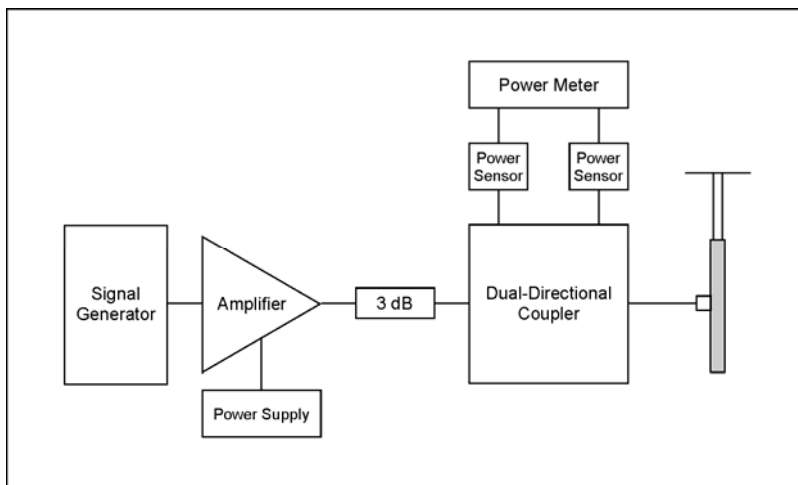 Power Meter
Power
Sensor
Power
Sensor
Signal
Generator
Amplifier
3 dB
Dual-Directional
Coupler
Power Supply